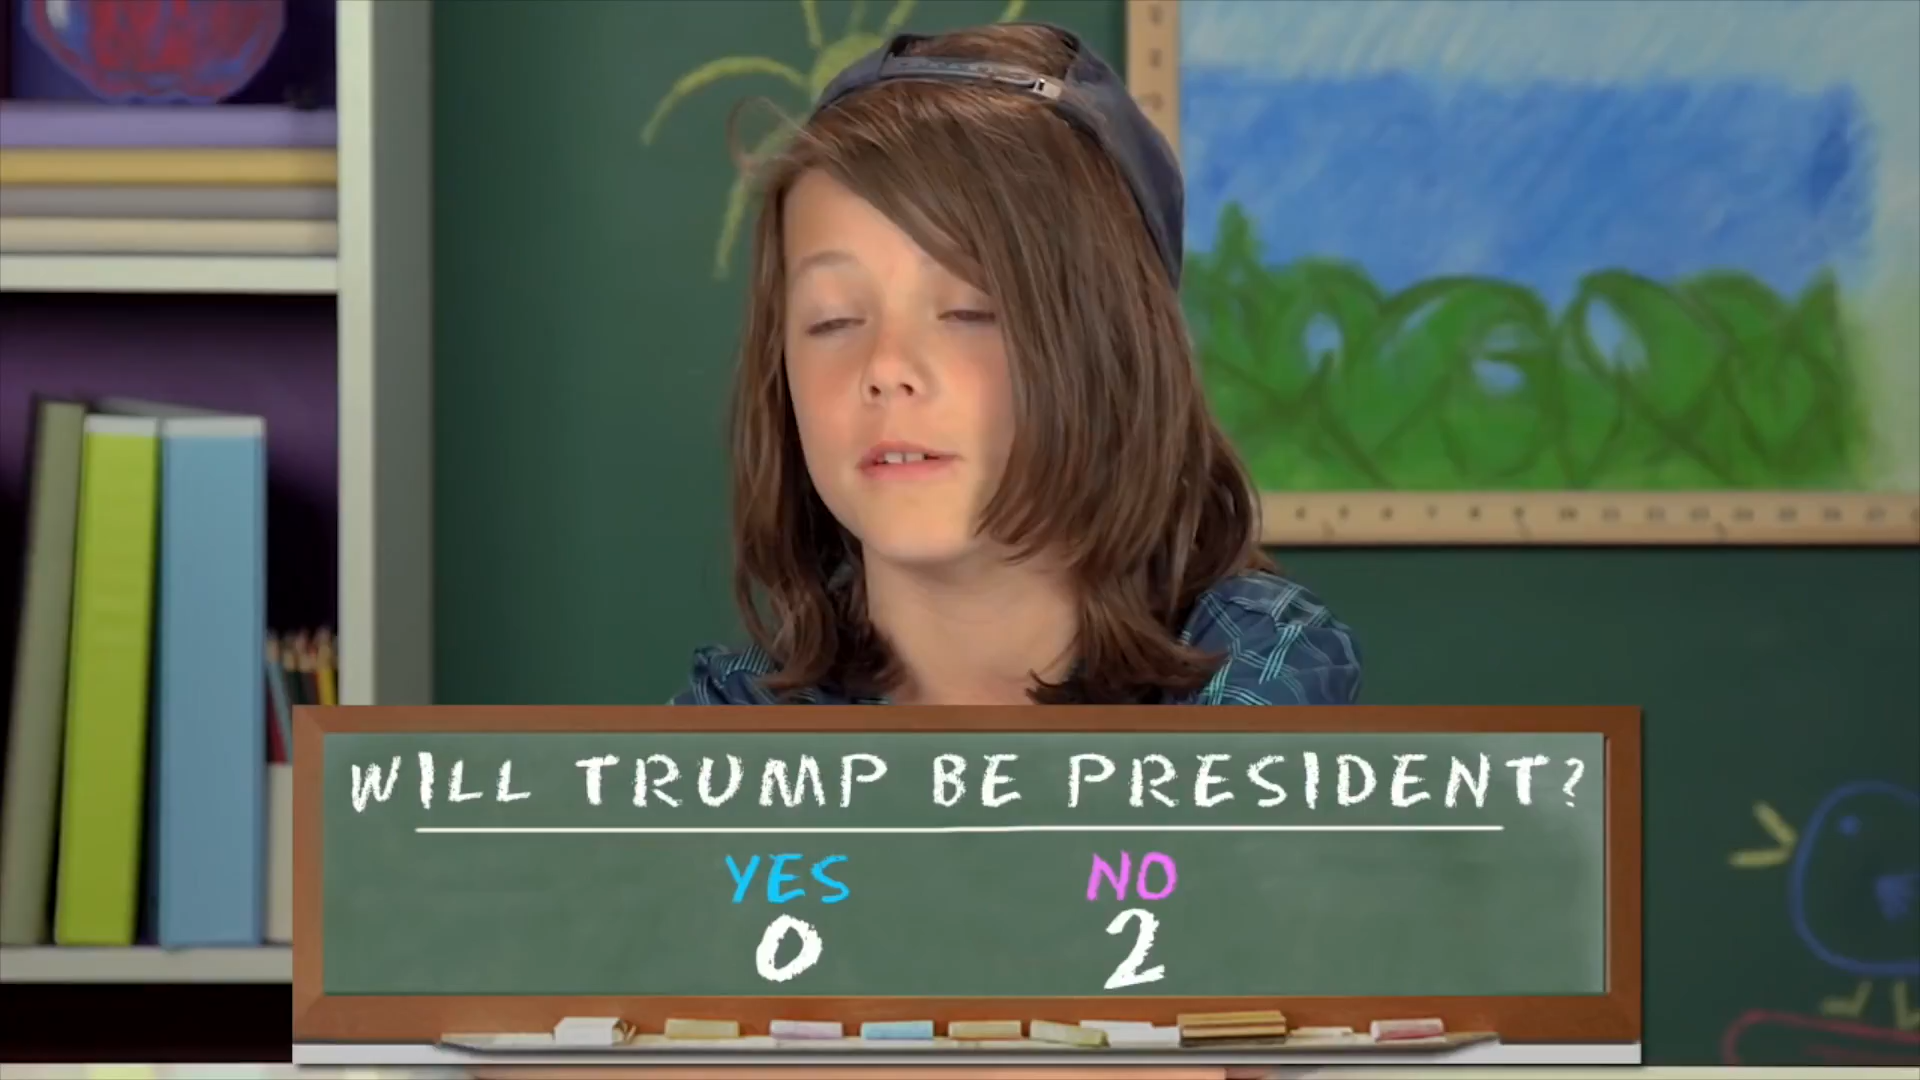 WILL TRUMP BE PRESIDENT?
YES NO
0 2